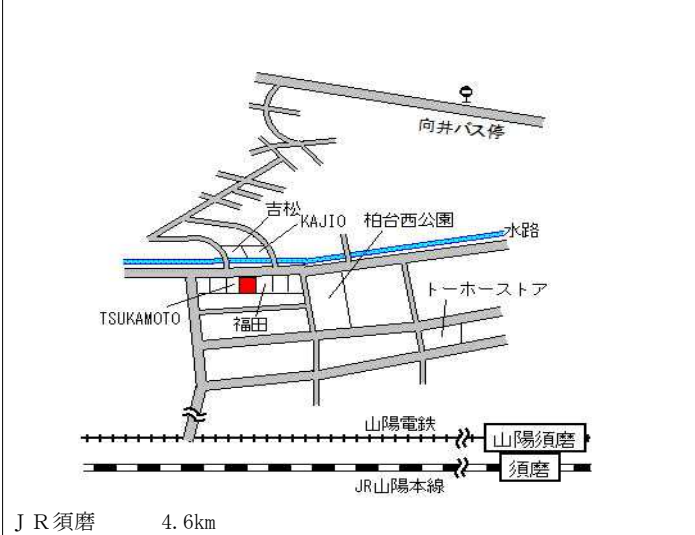 向井バス停
吉松
KAJIO
柏台西公園
水路
トーホーストア
TSUKAMOTO
福田
山陽電鉄
山陽須磨
須磨
JR山陽本線
ＪＲ須磨　　　4.6km